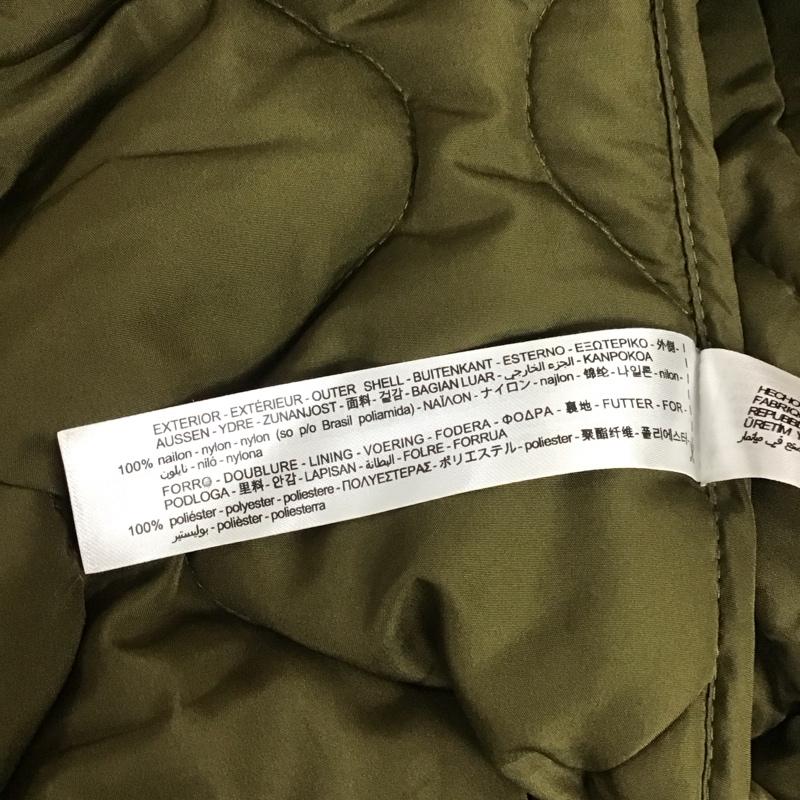 EXTERIOR - EXTÉRIEUR - OUTER SHELL - BUITENKANT - ESTERNO - ΕΞΩΤΕΡΙΚΟ - 外側 -
AUSSEN - YDRE - ZUNANJOST - 面料 - 겉감 - BAGIAN LUAR - الجزء الخارجي - KANPOKOA
100% nailon - nylon - nylon (so p/o Brasil poliamida) - ΝΑΪΛΟΝ - ナイロン - najlon - 锦纶 - 나일론 - nilon -
نايلون - niló - nylona
FORRO - DOUBLURE - LINING - VOERING - FODERA - ΦΟΔΡΑ - 裏地 - FUTTER - FOR -
PODLOGA - 里料 - 안감 - LAPISAN - البطانة - FOLRE - FORRUA
100% poliéster - polyester - poliestere - ΠΟΛΥΕΣΤΕΡΑΣ - ポリエステル - poliester - 聚酯纤维 - 폴리에스터
بوليستير - polièster - poliesterra
HECHO
FABRI
REPUBB
ÜRETIM Y